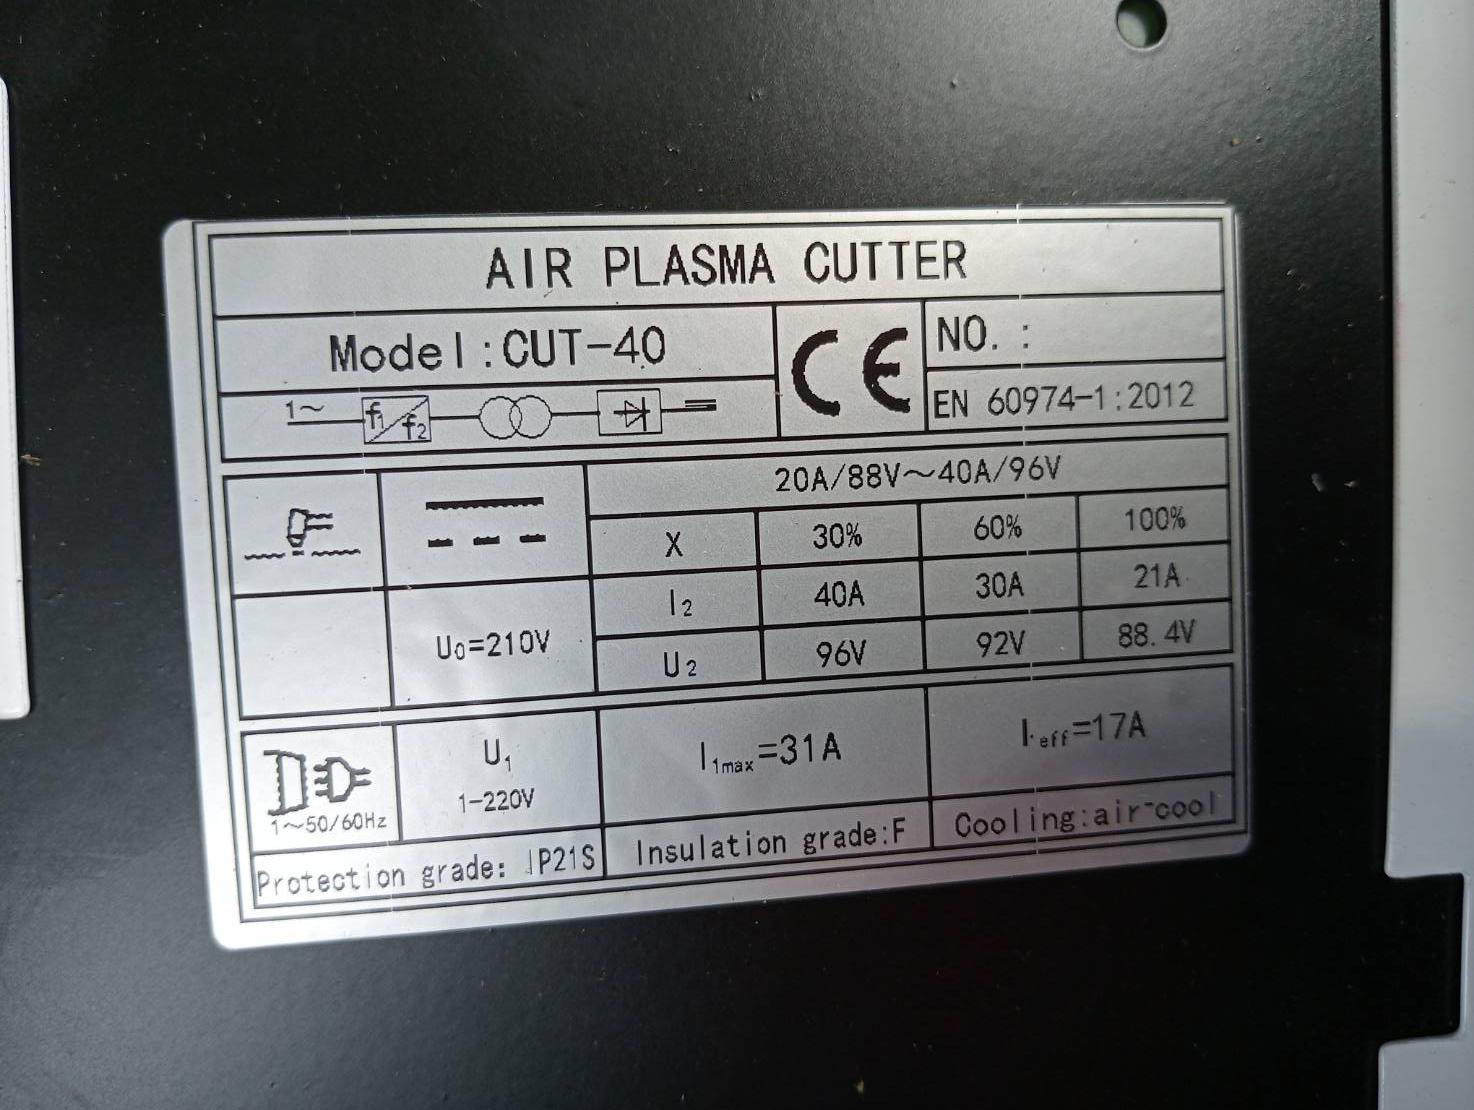 AIR PLASMA CUTTER
Model:CUT-40
CE
NO. :
EN 60974-1:2012
1~ f1/f2
20A/88V~40A/96V
X 30% 60% 100%
I2 40A 30A 21A
U0=210V
U2 96V 92V 88.4V
U1
1-220V
I1max=31A
I.eff=17A
1~50/60Hz
Protection grade: IP21S
Insulation grade:F
Cooling:air-cool